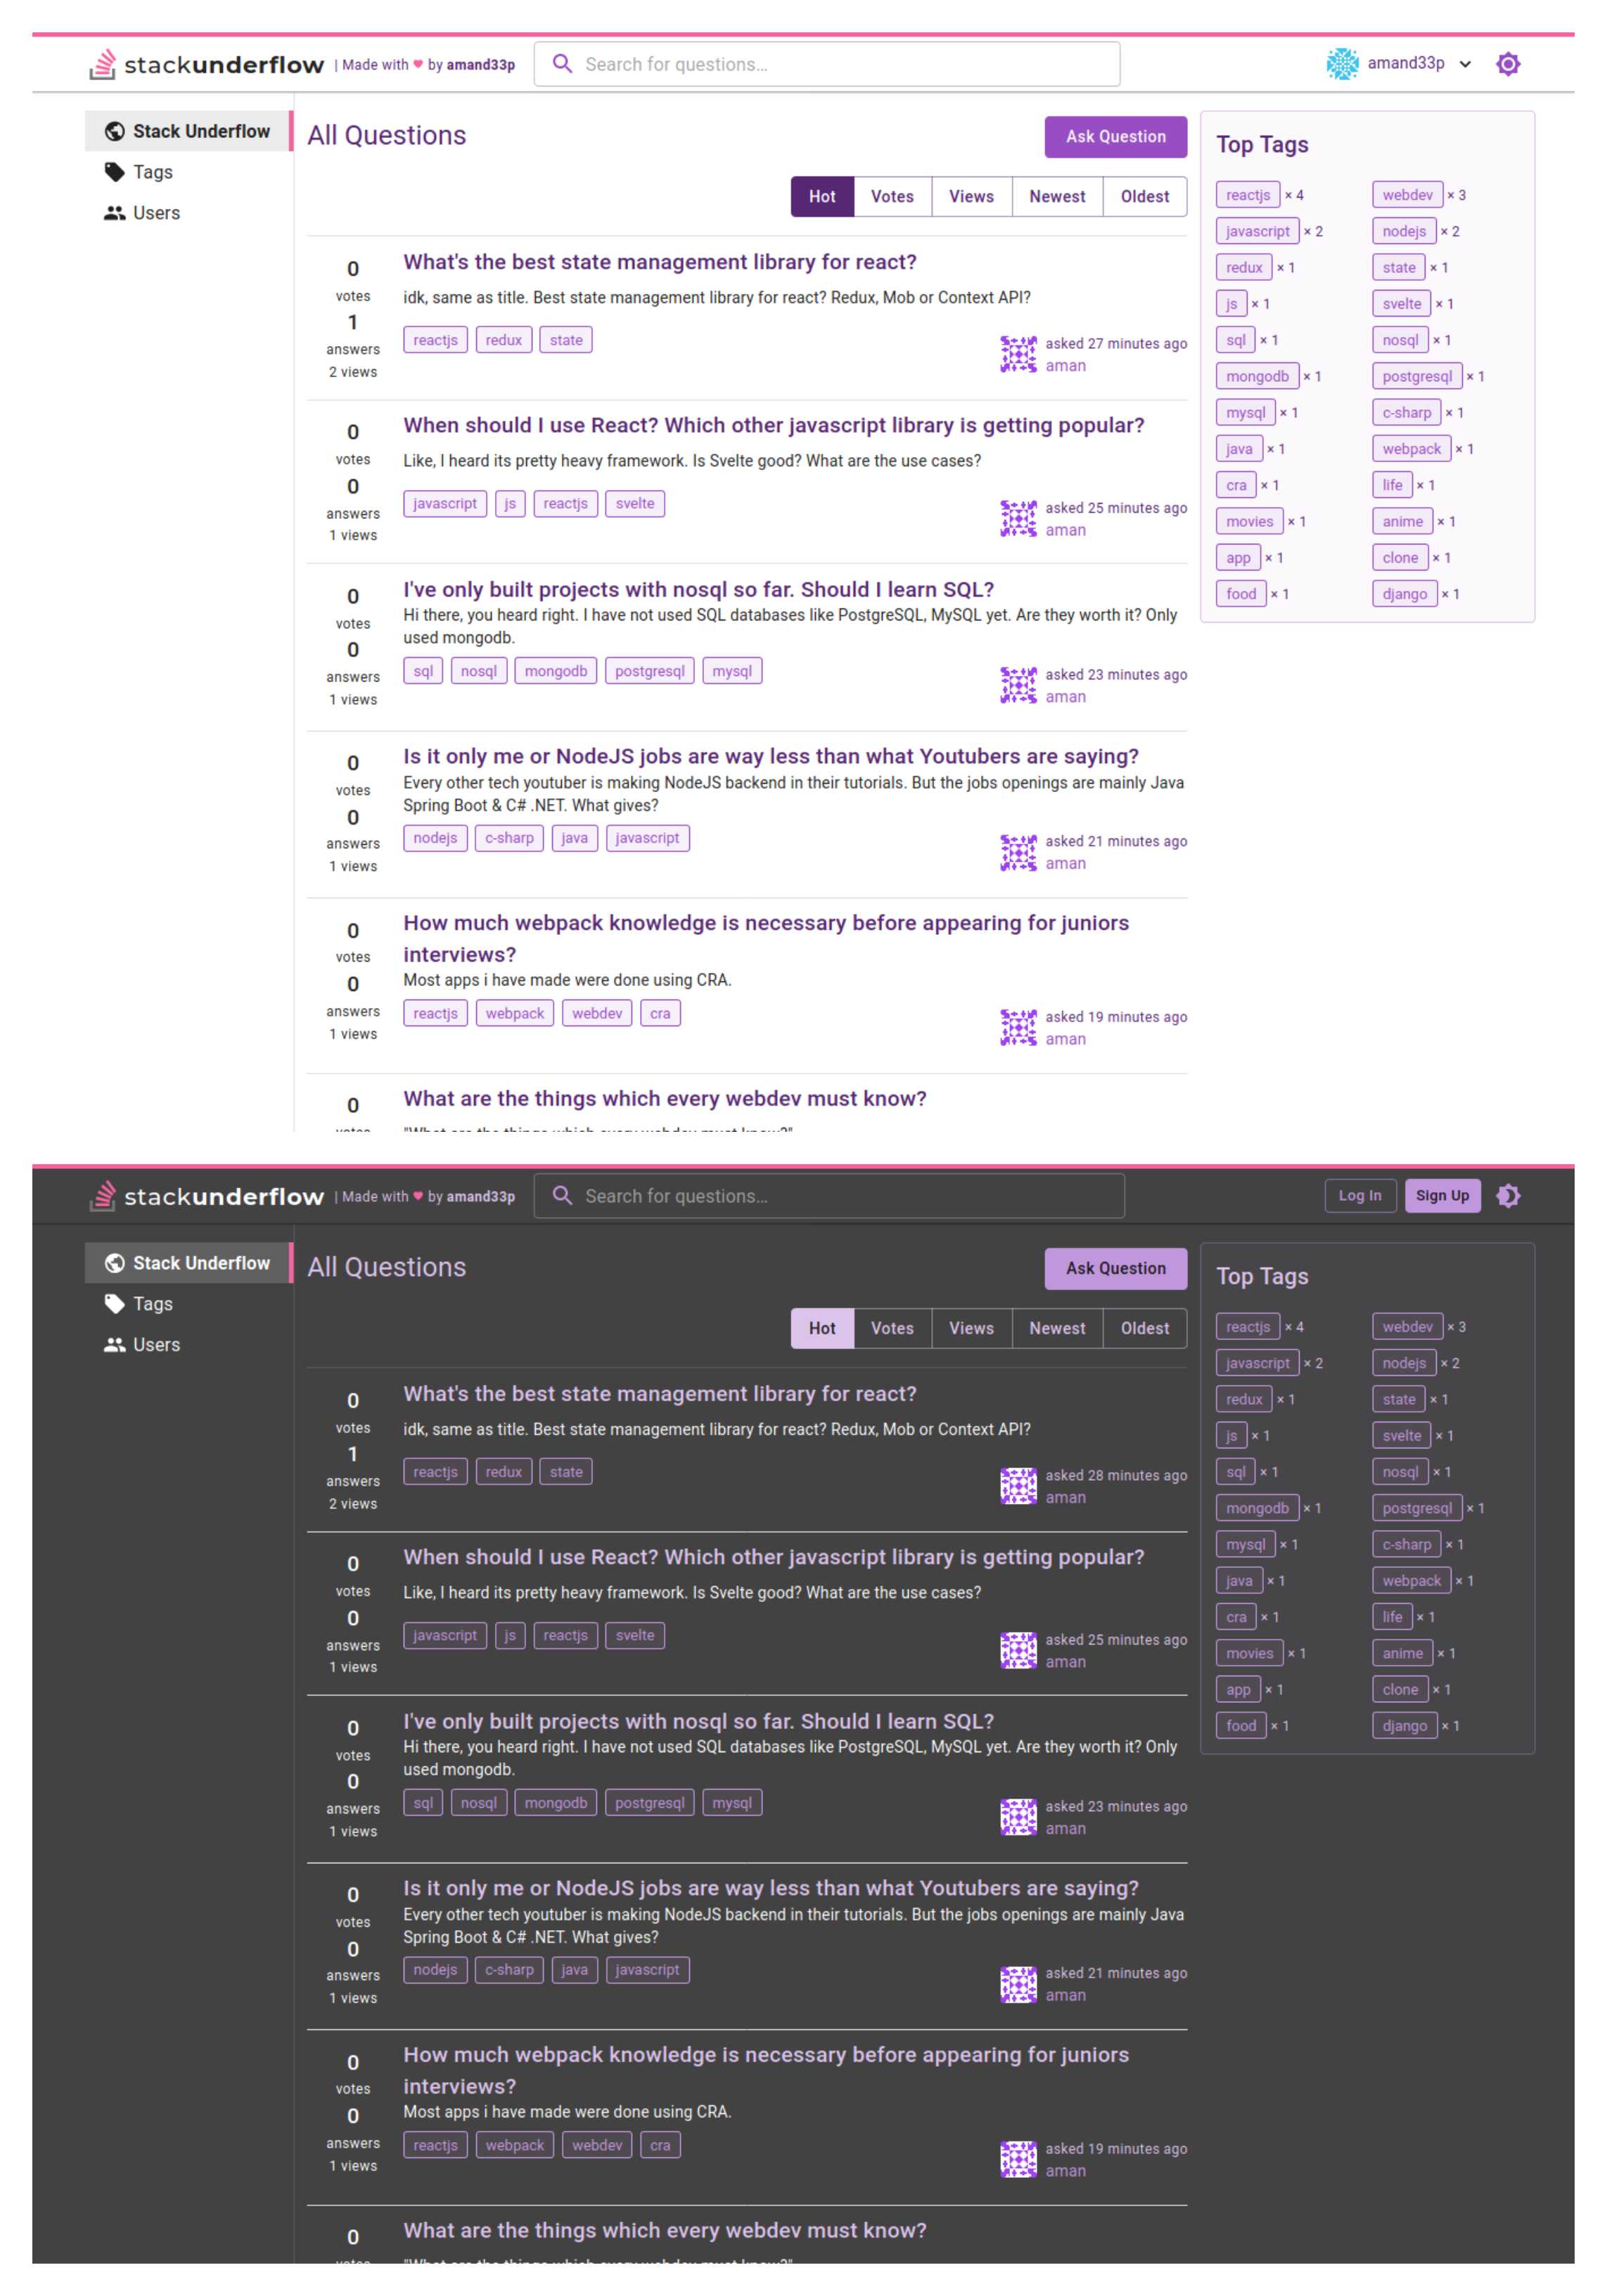 stackunderflow | Made with ♥ by amand33p
Search for questions...
amand33p
Stack Underflow
Tags
Users
All Questions
Ask Question
Hot Votes Views Newest Oldest
0
votes
1
answers
2 views
What's the best state management library for react?
idk, same as title. Best state management library for react? Redux, Mob or Context API?
reactjs redux state
asked 27 minutes ago
aman
0
votes
0
answers
1 views
When should I use React? Which other javascript library is getting popular?
Like, I heard its pretty heavy framework. Is Svelte good? What are the use cases?
javascript js reactjs svelte
asked 25 minutes ago
aman
0
votes
0
answers
1 views
I've only built projects with nosql so far. Should I learn SQL?
Hi there, you heard right. I have not used SQL databases like PostgreSQL, MySQL yet. Are they worth it? Only
used mongodb.
sql nosql mongodb postgresql mysql
asked 23 minutes ago
aman
0
votes
0
answers
1 views
Is it only me or NodeJS jobs are way less than what Youtubers are saying?
Every other tech youtuber is making NodeJS backend in their tutorials. But the jobs openings are mainly Java
Spring Boot & C# .NET. What gives?
nodejs c-sharp java javascript
asked 21 minutes ago
aman
0
votes
0
answers
1 views
How much webpack knowledge is necessary before appearing for juniors
interviews?
Most apps i have made were done using CRA.
reactjs webpack webdev cra
asked 19 minutes ago
aman
0
votes
What are the things which every webdev must know?
"What are the things which every webdev must know?"
Top Tags
reactjs × 4 webdev × 3
javascript × 2 nodejs × 2
redux × 1 state × 1
js × 1 svelte × 1
sql × 1 nosql × 1
mongodb × 1 postgresql × 1
mysql × 1 c-sharp × 1
java × 1 webpack × 1
cra × 1 life × 1
movies × 1 anime × 1
app × 1 clone × 1
food × 1 django × 1
stackunderflow | Made with ♥ by amand33p
Search for questions...
Log In Sign Up
Stack Underflow
Tags
Users
All Questions
Ask Question
Hot Votes Views Newest Oldest
0
votes
1
answers
2 views
What's the best state management library for react?
idk, same as title. Best state management library for react? Redux, Mob or Context API?
reactjs redux state
asked 28 minutes ago
aman
0
votes
0
answers
1 views
When should I use React? Which other javascript library is getting popular?
Like, I heard its pretty heavy framework. Is Svelte good? What are the use cases?
javascript js reactjs svelte
asked 25 minutes ago
aman
0
votes
0
answers
1 views
I've only built projects with nosql so far. Should I learn SQL?
Hi there, you heard right. I have not used SQL databases like PostgreSQL, MySQL yet. Are they worth it? Only
used mongodb.
sql nosql mongodb postgresql mysql
asked 23 minutes ago
aman
0
votes
0
answers
1 views
Is it only me or NodeJS jobs are way less than what Youtubers are saying?
Every other tech youtuber is making NodeJS backend in their tutorials. But the jobs openings are mainly Java
Spring Boot & C# .NET. What gives?
nodejs c-sharp java javascript
asked 21 minutes ago
aman
0
votes
0
answers
1 views
How much webpack knowledge is necessary before appearing for juniors
interviews?
Most apps i have made were done using CRA.
reactjs webpack webdev cra
asked 19 minutes ago
aman
0
votes
What are the things which every webdev must know?
"What are the things which every webdev must know?"
Top Tags
reactjs × 4 webdev × 3
javascript × 2 nodejs × 2
redux × 1 state × 1
js × 1 svelte × 1
sql × 1 nosql × 1
mongodb × 1 postgresql × 1
mysql × 1 c-sharp × 1
java × 1 webpack × 1
cra × 1 life × 1
movies × 1 anime × 1
app × 1 clone × 1
food × 1 django × 1